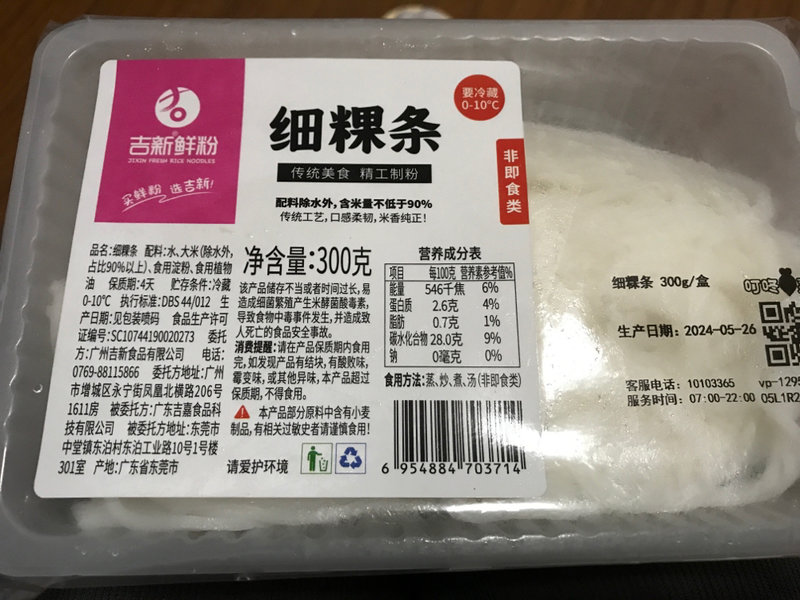 吉新鲜粉
JIXIN FRESH RICE NOODLES
买鲜粉 选吉新!
细粿条
要冷藏
0-10℃
传统美食 精工制粉
非即食类
配料除水外,含米量不低于90%
传统工艺,口感柔韧,米香纯正!
品名:细粿条 配料:水、大米(除水外,
占比90%以上)、食用淀粉、食用植物
油 保质期:4天 贮存条件:冷藏
0-10℃ 执行标准:DBS 44/012 生
产日期:见包装喷码 食品生产许可
证编号:SC10744190020273 委托
方:广州吉新食品有限公司 电话:
0769-88115866 委托方地址:广州
市增城区永宁街凤凰北横路206号
1611房 被委托方:广东吉嘉食品科
技有限公司 被委托方地址:东莞市
中堂镇东泊村东泊工业路10号1号楼
301室 产地:广东省东莞市
净含量:300克
该产品储存不当或者时间过长,易
造成细菌繁殖产生米酵菌酸毒素,
导致食物中毒事件发生,并造成致
人死亡的食品安全事故。
消费提醒:请在产品保质期内食用
完,如发现产品有结块,有酸败味,
霉变味,或其他异味,本产品超过
保质期,不得食用。
本产品部分原料中含有小麦
制品,有相关过敏史者请谨慎食用!
请爱护环境
营养成分表
项目 每100克 营养素参考值%
能量 546千焦 6%
蛋白质 2.6克 4%
脂肪 0.7克 1%
碳水化合物 28.0克 9%
钠 0毫克 0%
食用方法:蒸、炒、煮、汤(非即食类)
6 954884 703714
叮咚
细粿条 300g/盒
生产日期: 2024-05-26
客服电话: 10103365
服务时间: 07:00-22:00
vp-1295
Q5L1R2